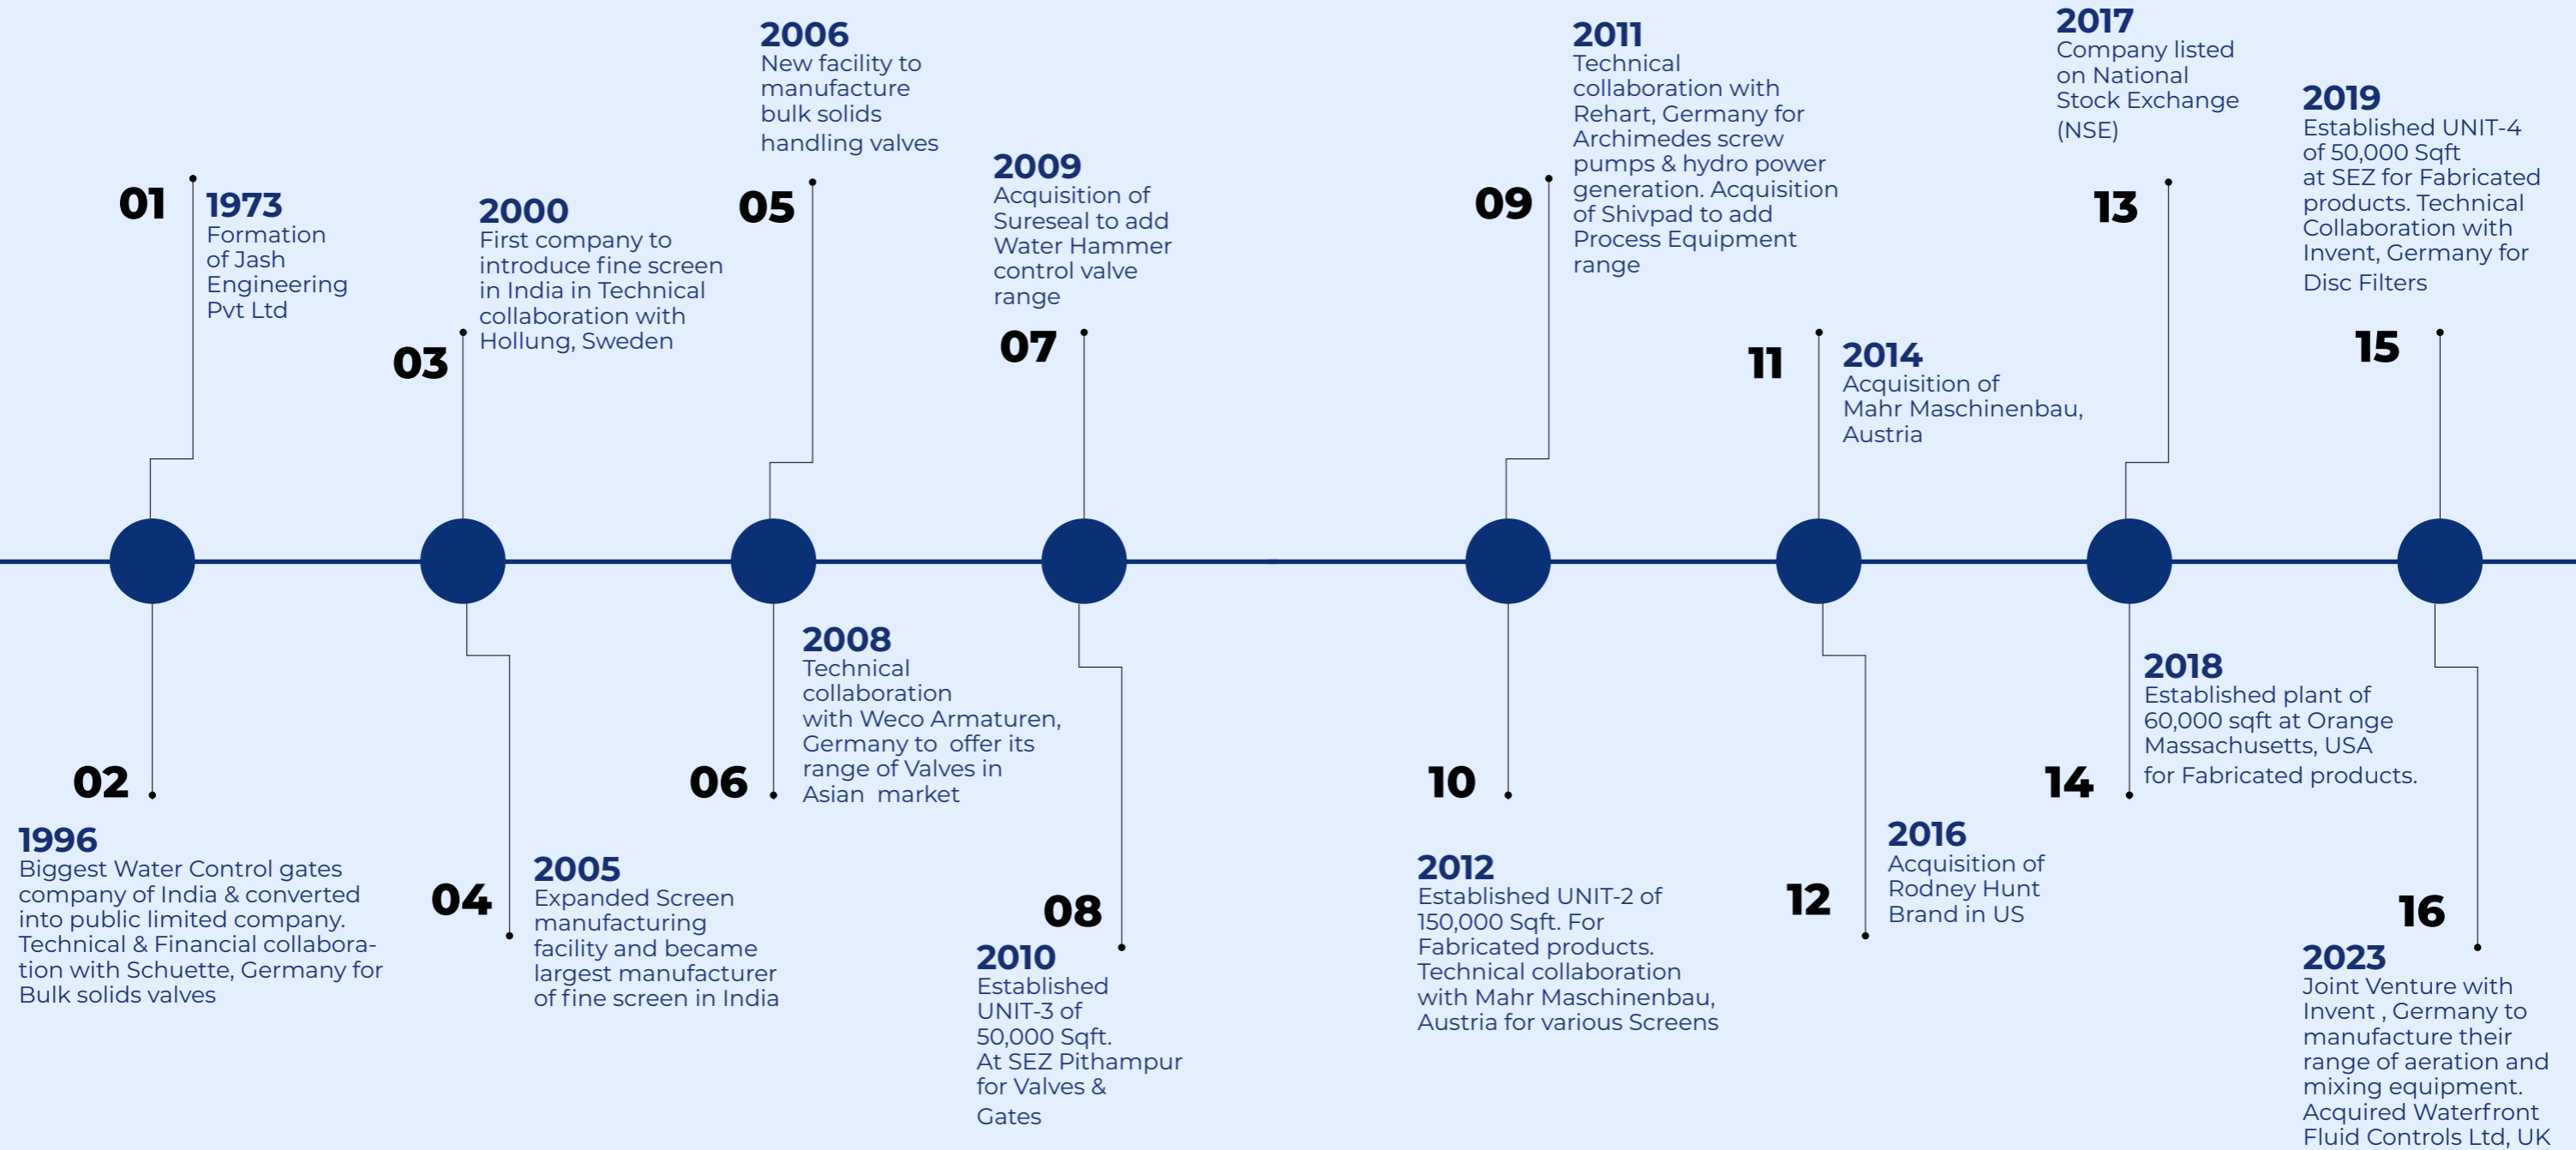 01
1973
Formation
of Jash
Engineering
Pvt Ltd
02
1996
Biggest Water Control gates
company of India & converted
into public limited company.
Technical & Financial collabora-
tion with Schuette, Germany for
Bulk solids valves
03
2000
First company to
introduce fine screen
in India in Technical
collaboration with
Hollung, Sweden
04
2005
Expanded Screen
manufacturing
facility and became
largest manufacturer
of fine screen in India
05
2006
New facility to
manufacture
bulk solids
handling valves
06
2008
Technical
collaboration
with Weco Armaturen,
Germany to  offer its
range of Valves in
Asian  market
07
2009
Acquisition of
Sureseal to add
Water Hammer
control valve
range
08
2010
Established
UNIT-3 of
50,000 Sqft.
At SEZ Pithampur
for Valves &
Gates
09
2011
Technical
collaboration with
Rehart, Germany for
Archimedes screw
pumps & hydro power
generation. Acquisition
of Shivpad to add
Process Equipment
range
10
2012
Established UNIT-2 of
150,000 Sqft. For
Fabricated products.
Technical collaboration
with Mahr Maschinenbau,
Austria for various Screens
11
2014
Acquisition of
Mahr Maschinenbau,
Austria
12
2016
Acquisition of
Rodney Hunt
Brand in US
13
2017
Company listed
on National
Stock Exchange
(NSE)
14
2018
Established plant of
60,000 sqft at Orange
Massachusetts, USA
for Fabricated products.
15
2019
Established UNIT-4
of 50,000 Sqft
at SEZ for Fabricated
products. Technical
Collaboration with
Invent, Germany for
Disc Filters
16
2023
Joint Venture with
Invent , Germany to
manufacture their
range of aeration and
mixing equipment.
Acquired Waterfront
Fluid Controls Ltd, UK